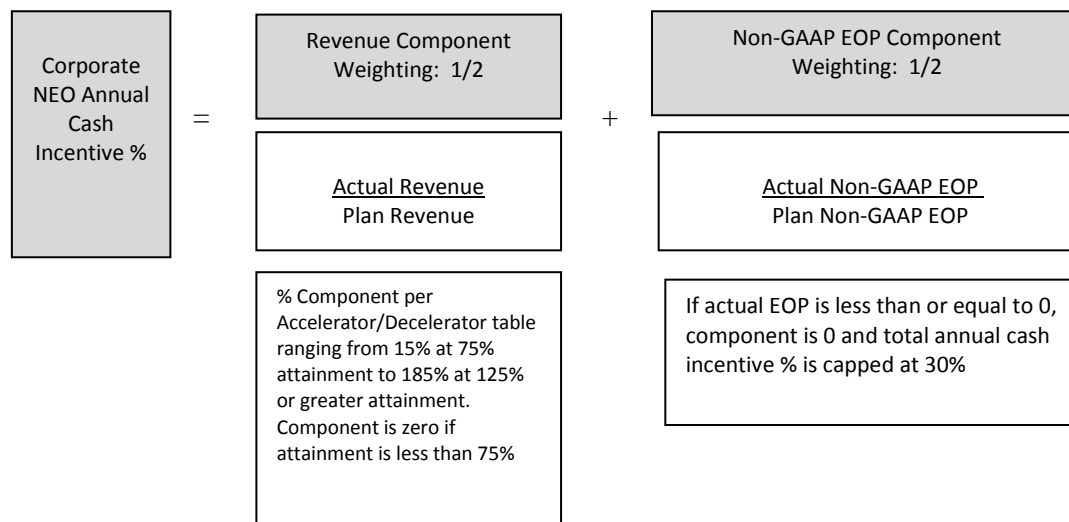 Corporate
NEO Annual
Cash
Incentive %
=
Revenue Component
Weighting:  1/2
Actual Revenue
Plan Revenue
% Component per
Accelerator/Decelerator table
ranging from 15% at 75%
attainment to 185% at 125%
or greater attainment.
Component is zero if
attainment is less than 75%
+
Non-GAAP EOP Component
Weighting:  1/2
Actual Non-GAAP EOP
Plan Non-GAAP EOP
If actual EOP is less than or equal to 0,
component is 0 and total annual cash
incentive % is capped at 30%